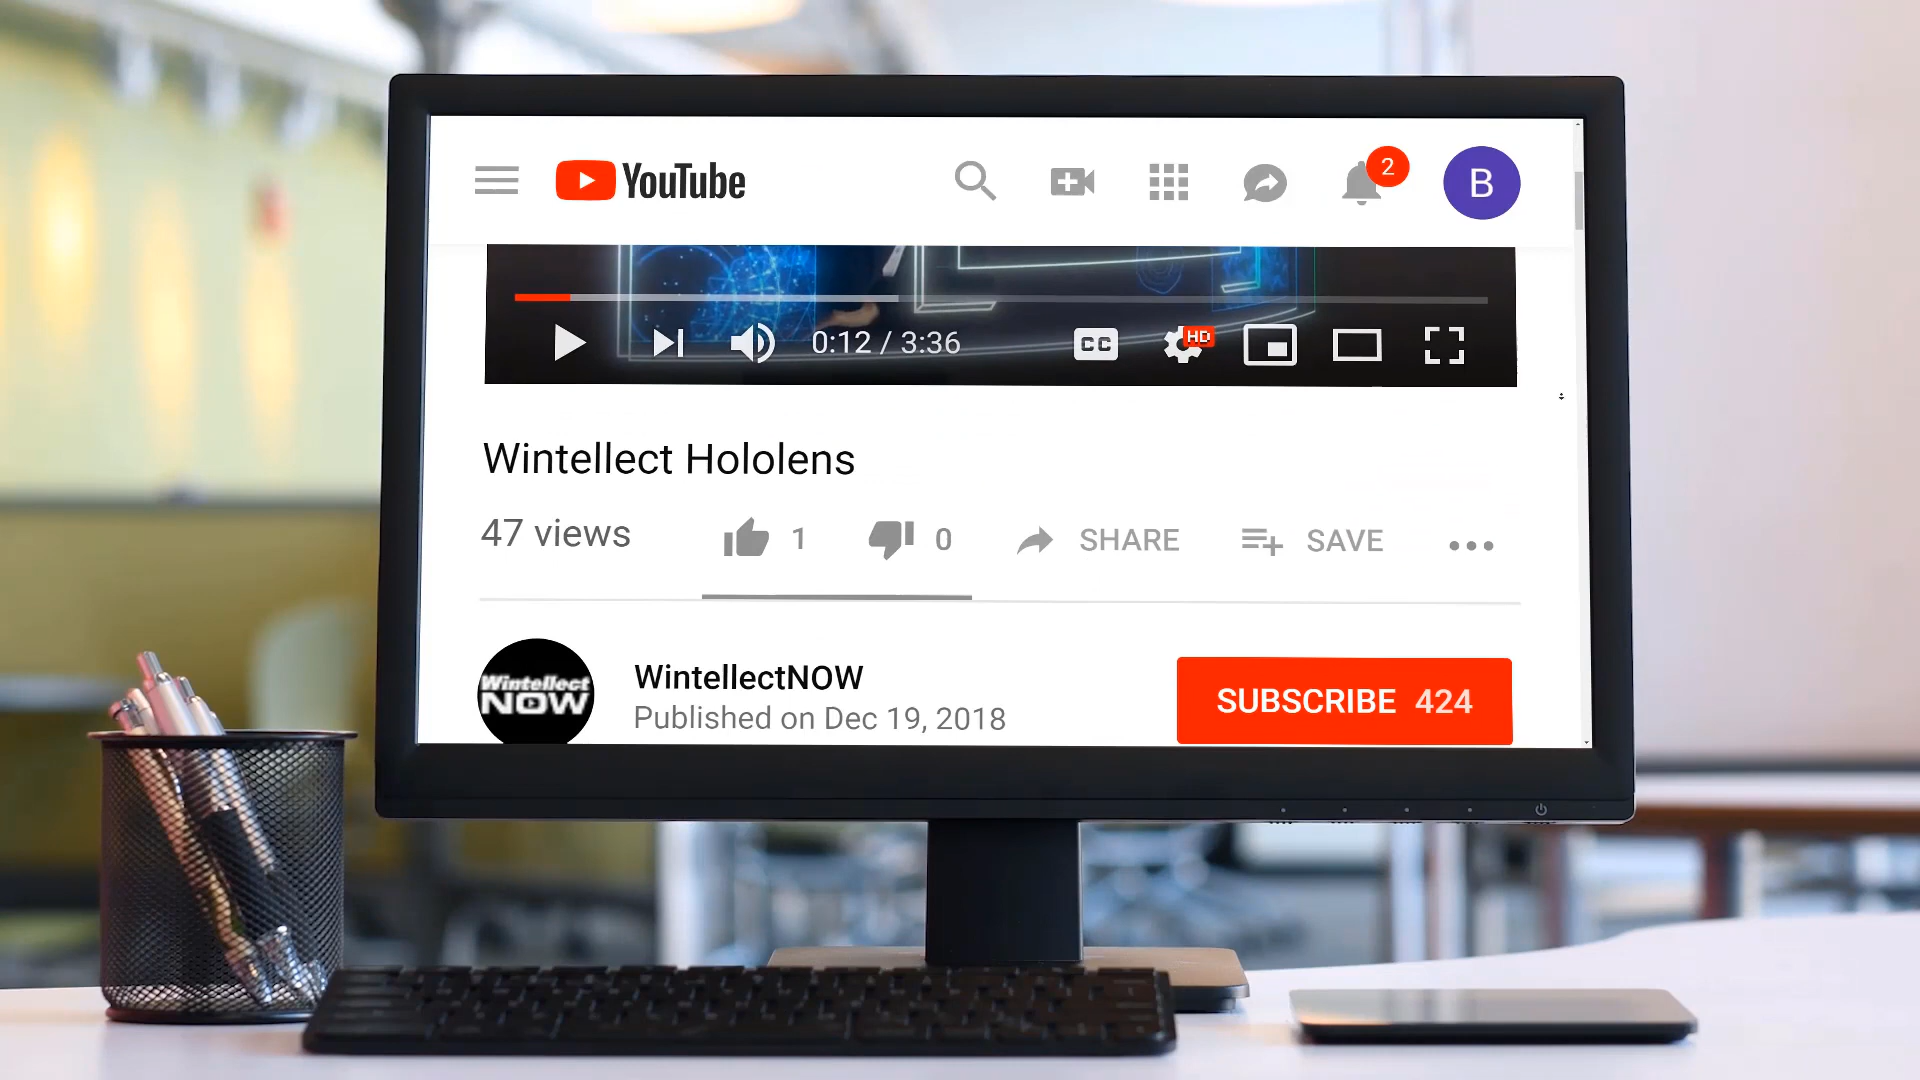 YouTube
2
B
0:12 / 3:36
CC
HD
Wintellect Hololens
47 views
1
0
SHARE
SAVE
Wintellect
NOW
WintellectNOW
Published on Dec 19, 2018
SUBSCRIBE 424